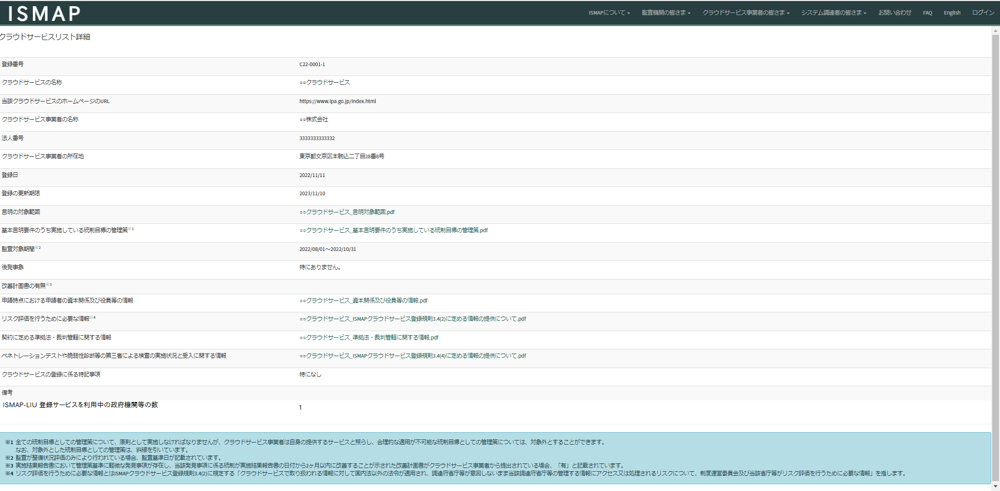 ISMAP
ISMAPについて 監査機関の皆さま クラウドサービス事業者の皆さま システム調達者の皆さま お問い合わせ FAQ English ログイン
クラウドサービスリスト詳細
登録番号 C22-0001-1
クラウドサービスの名称 ○○クラウドサービス
当該クラウドサービスのホームページのURL https://www.ipa.go.jp/index.html
クラウドサービス事業者の名称 ○○株式会社
法人番号 3333333333332
クラウドサービス事業者の所在地 東京都文京区本駒込二丁目28番8号
登録日 2022/11/11
登録の更新期限 2023/11/10
言明の対象範囲 ○○クラウドサービス_言明対象範囲.pdf
基本言明要件のうち実施している統制目標の管理策※1 ○○クラウドサービス_基本言明要件のうち実施している統制目標の管理策.pdf
監査対象期間※2 2022/08/01～2022/10/31
後発事象 特にありません。
改善計画書の有無※3
申請時点における申請者の資本関係及び役員等の情報 ○○クラウドサービス_資本関係及び役員等の情報.pdf
リスク評価を行うために必要な情報※4 ○○クラウドサービス_ISMAPクラウドサービス登録規則3.4(2)に定める情報の提供について.pdf
契約に定める準拠法・裁判管轄に関する情報 ○○クラウドサービス_準拠法・裁判管轄に関する情報.pdf
ペネトレーションテストや脆弱性診断等の第三者による検査の実施状況と受入に関する情報 ○○クラウドサービス_ISMAPクラウドサービス登録規則3.4(4)に定める情報の提供について.pdf
クラウドサービスの登録に係る特記事項 特になし
備考
ISMAP-LIU 登録サービスを利用中の政府機関等の数 1
※1 全ての統制目標としての管理策について、原則として実施しなければなりませんが、クラウドサービス事業者は自身の提供するサービスと照らし、合理的な適用が不可能な統制目標としての管理策については、対象外とすることができます。
なお、対象外とした統制目標としての管理策は、斜線を引いています。
※2 監査が整備状況評価のみにより行われている場合、監査基準日が記載されています。
※3 実施結果報告書において管理策基準に軽微な発見事項が存在し、当該発見事項に係る統制が実施結果報告書の日付から2ヶ月以内に改善することが示された改善計画書がクラウドサービス事業者から提出されている場合、「有」と記載されています。
※4 リスク評価を行うために必要な情報とはISMAPクラウドサービス登録規則3.4(2)に規定する「クラウドサービスで取り扱われる情報に対して国内法以外の法令が適用され、調達府省庁等が意図しないまま当該調達府省庁等の管理する情報にアクセス又は処理されるリスクについて、制度運営委員会及び当該省庁等がリスク評価を行うために必要な情報」を指します。